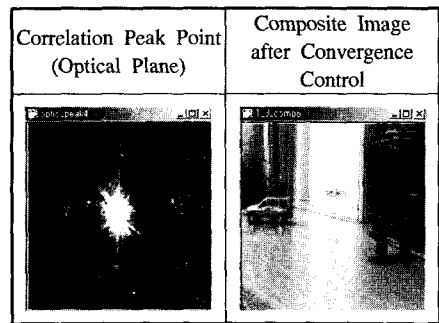 Correlation Peak Point
(Optical Plane)
Composite Image
after Convergence
Control